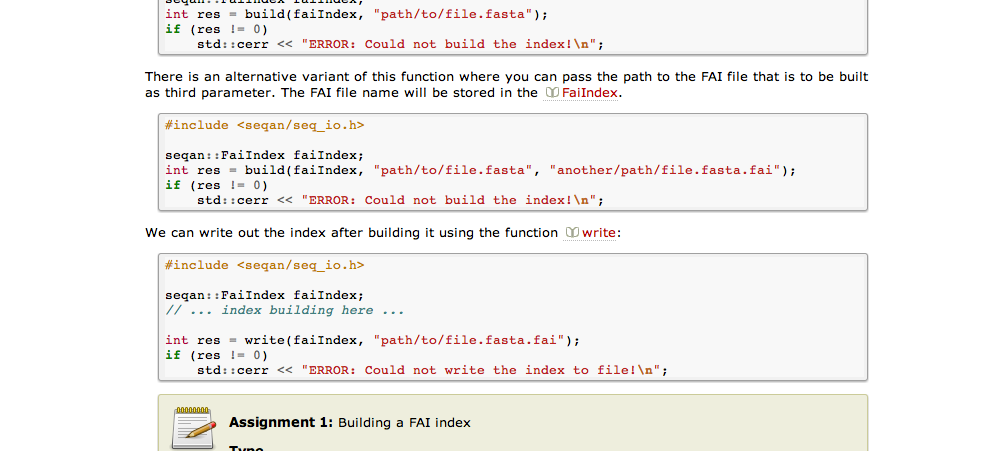 seqan::FaiIndex faiIndex;
int res = build(faiIndex, "path/to/file.fasta");
if (res != 0)
    std::cerr << "ERROR: Could not build the index!\n";
There is an alternative variant of this function where you can pass the path to the FAI file that is to be built
as third parameter. The FAI file name will be stored in the FaiIndex.
#include <seqan/seq_io.h>
seqan::FaiIndex faiIndex;
int res = build(faiIndex, "path/to/file.fasta", "another/path/file.fasta.fai");
if (res != 0)
    std::cerr << "ERROR: Could not build the index!\n";
We can write out the index after building it using the function write:
#include <seqan/seq_io.h>
seqan::FaiIndex faiIndex;
// ... index building here ...
int res = write(faiIndex, "path/to/file.fasta.fai");
if (res != 0)
    std::cerr << "ERROR: Could not write the index to file!\n";
Assignment 1: Building a FAI index
Type